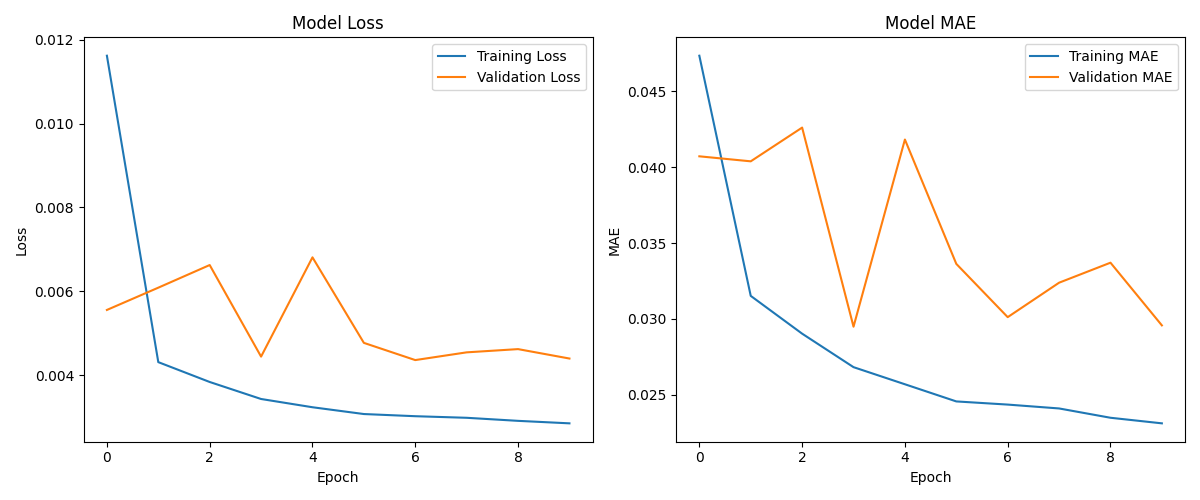 Model Loss
0.012
0.010
0.008
0.006
0.004
Loss
0 2 4 6 8
Epoch
Training Loss
Validation Loss
Model MAE
0.045
0.040
0.035
0.030
0.025
MAE
0 2 4 6 8
Epoch
Training MAE
Validation MAE